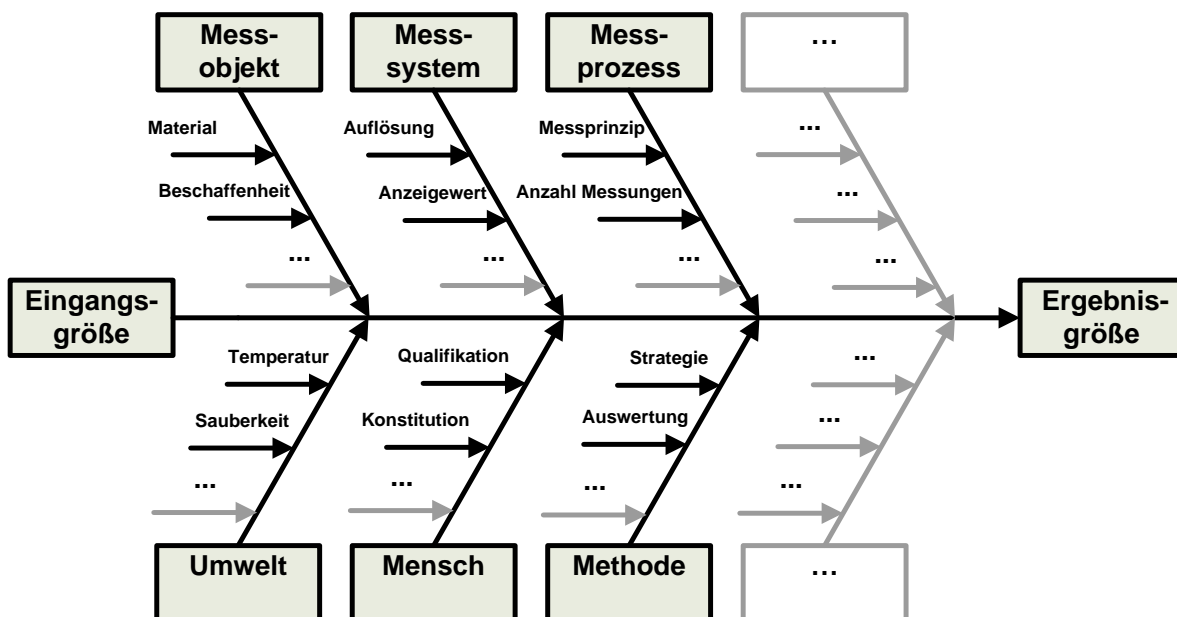 Mess-
objekt
Mess-
system
Mess-
prozess
...
Material
Auflösung
Messprinzip
...
Beschaffenheit
Anzeigewert
Anzahl Messungen
...
...
...
...
...
Eingangs-
größe
Ergebnis-
größe
Temperatur
Qualifikation
Strategie
...
Sauberkeit
Konstitution
Auswertung
...
...
...
...
...
Umwelt
Mensch
Methode
...